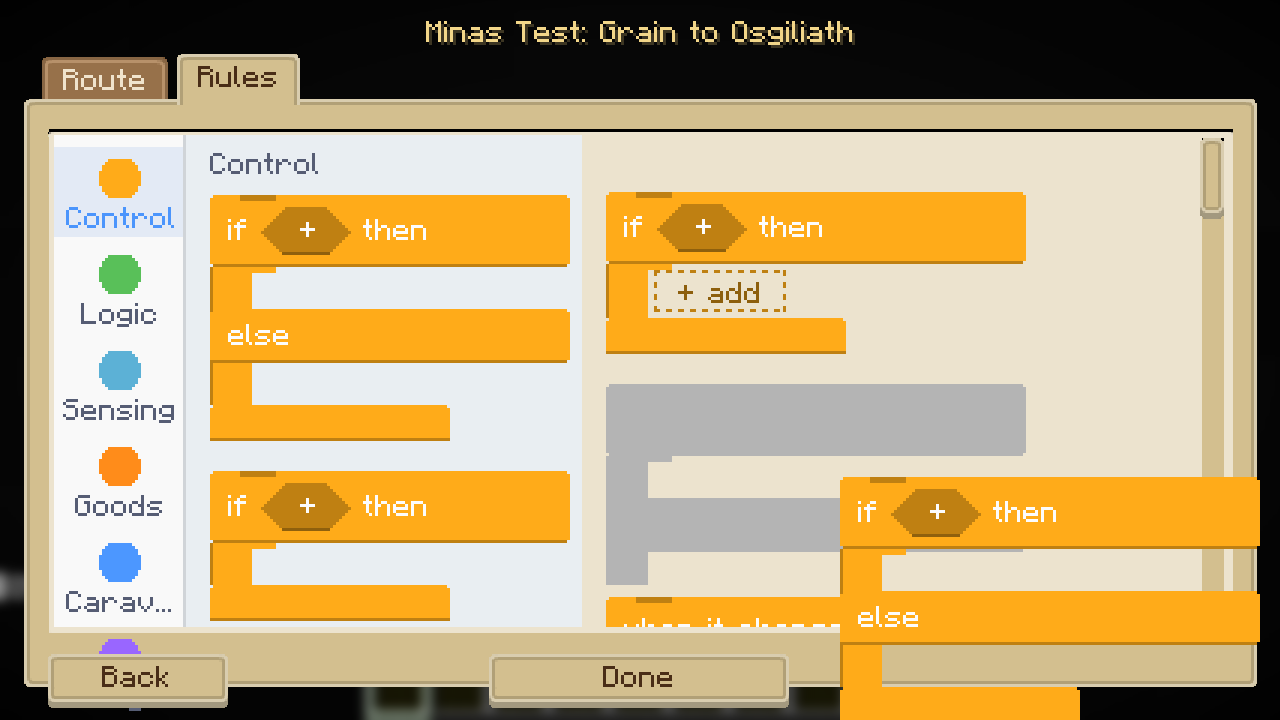 Minas Test: Grain to Osgiliath
Route
Rules
Control
Logic
Sensing
Goods
Carav...
Control
if + then
else
if + then
if + then
+ add
if + then
else
Back
Done